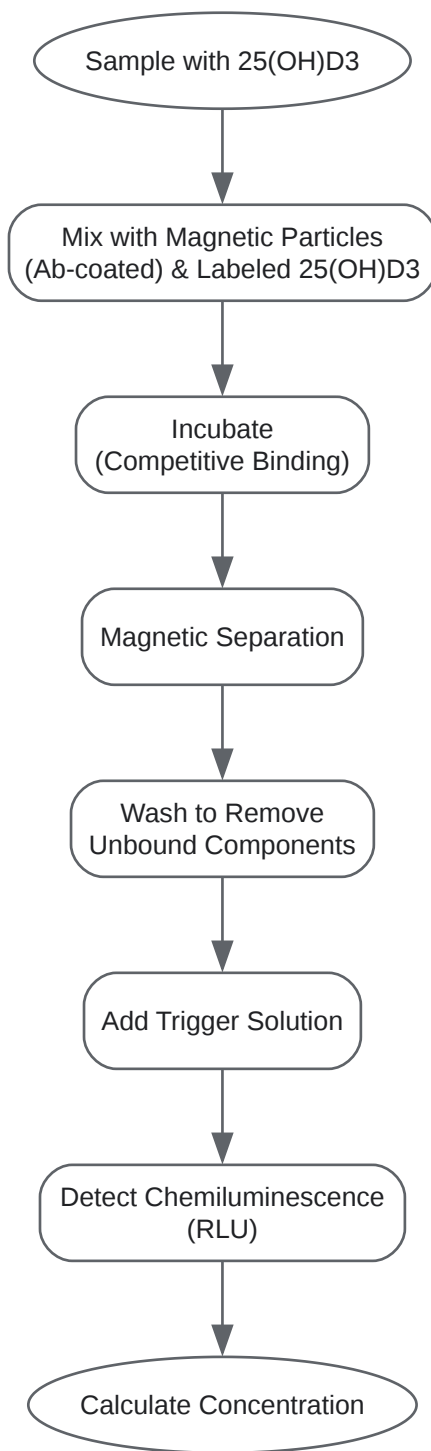 Sample with 25(OH)D3
Mix with Magnetic Particles
(Ab-coated) & Labeled 25(OH)D3
Incubate
(Competitive Binding)
Magnetic Separation
Wash to Remove
Unbound Components
Add Trigger Solution
Detect Chemiluminescence
(RLU)
Calculate Concentration